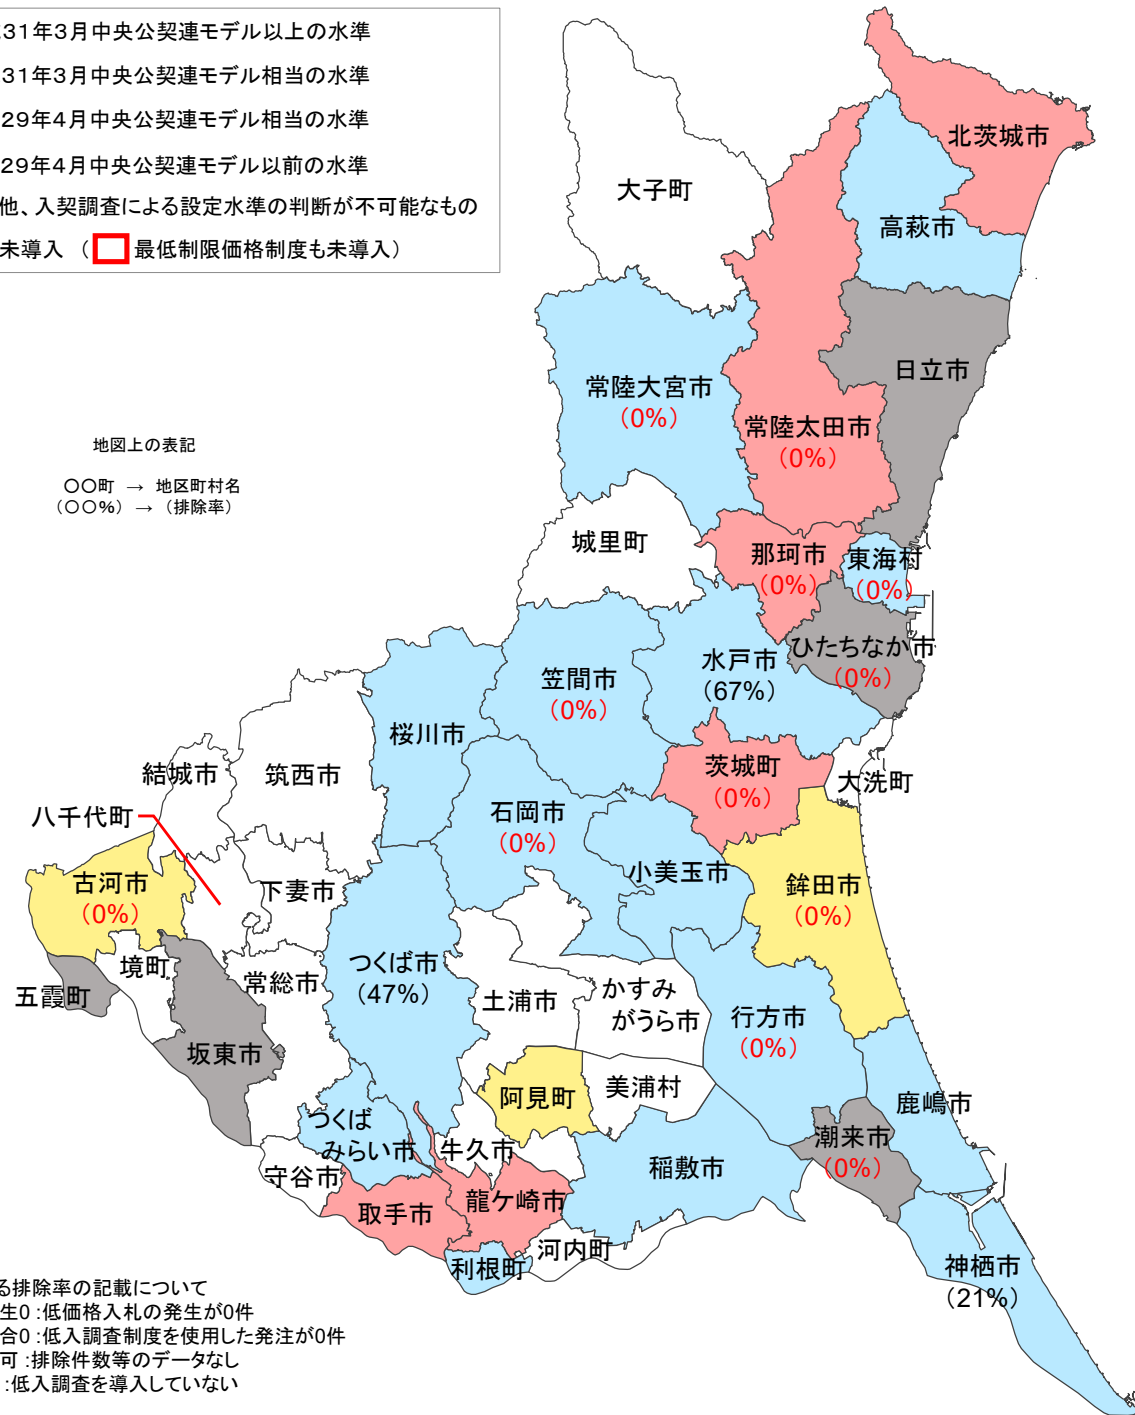 31年3月中央公契連モデル以上の水準
31年3月中央公契連モデル相当の水準
29年4月中央公契連モデル相当の水準
29年4月中央公契連モデル以前の水準
他、入契調査による設定水準の判断が不可能なもの
未導入 （ 最低制限価格制度も未導入）
北茨城市
大子町
高萩市
日立市
常陸大宮市
（0%）
常陸太田市
（0%）
地図上の表記
○○町 → 地区町村名
（○○%） → （排除率）
城里町
那珂市
（0%）
東海村
（0%）
ひたちなか市
（0%）
水戸市
（67%）
笠間市
（0%）
桜川市
茨城町
（0%）
大洗町
結城市
筑西市
八千代町
石岡市
（0%）
小美玉市
鉾田市
（0%）
古河市
（0%）
下妻市
境町
五霞町
常総市
つくば市
（47%）
土浦市
かすみ
がうら市
行方市
（0%）
坂東市
阿見町
美浦村
鹿嶋市
つくば
みらい市
牛久市
潮来市
（0%）
稲敷市
守谷市
取手市
龍ケ崎市
河内町
利根町
神栖市
（21%）
る排除率の記載について
生0：低価格入札の発生が0件
合0：低入調査制度を使用した発注が0件
可：排除件数等のデータなし
：低入調査を導入していない